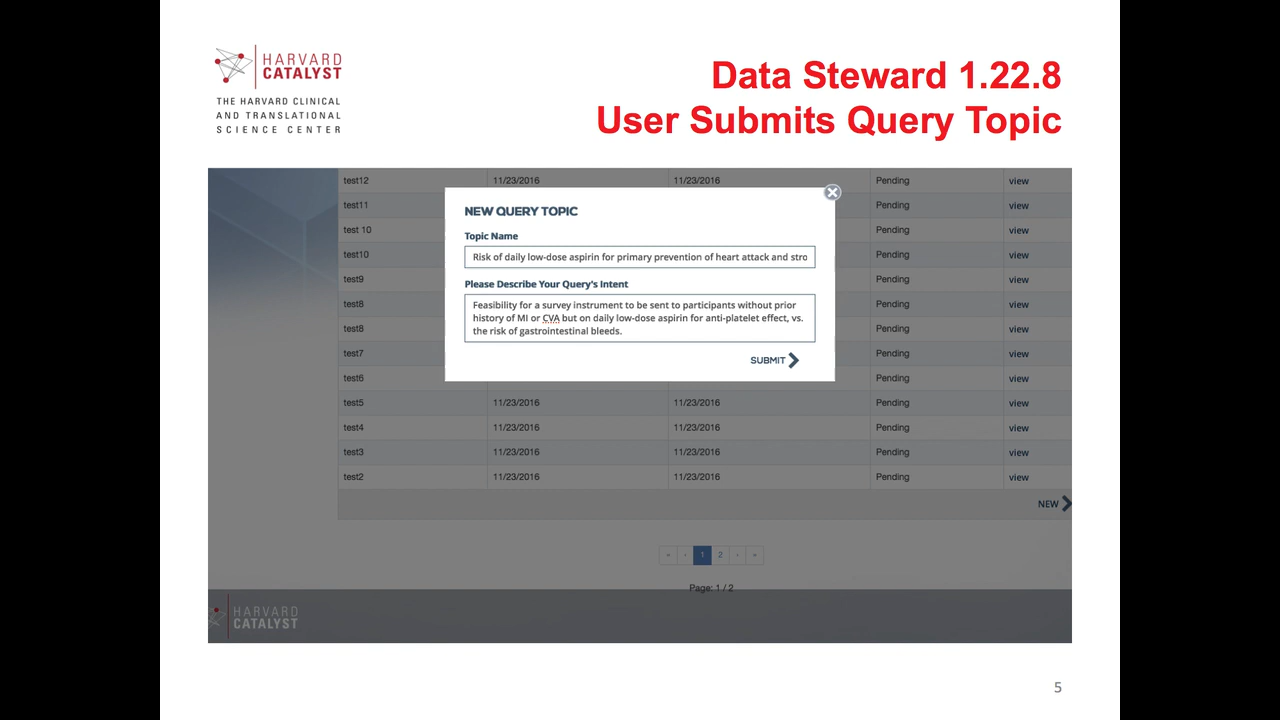 HARVARD
CATALYST
THE HARVARD CLINICAL
AND TRANSLATIONAL
SCIENCE CENTER
Data Steward 1.22.8
User Submits Query Topic
test12 11/23/2016 11/23/2016 Pending view
test11 Pending view
test 10 Pending view
test10 Pending view
test9 Pending view
test8 Pending view
test8 Pending view
test7 Pending view
test6 Pending view
test5 11/23/2016 11/23/2016 Pending view
test4 11/23/2016 11/23/2016 Pending view
test3 11/23/2016 11/23/2016 Pending view
test2 11/23/2016 11/23/2016 Pending view
NEW QUERY TOPIC
Topic Name
Risk of daily low-dose aspirin for primary prevention of heart attack and stro
Please Describe Your Query's Intent
Feasibility for a survey instrument to be sent to participants without prior
history of MI or CVA but on daily low-dose aspirin for anti-platelet effect, vs.
the risk of gastrointestinal bleeds.
SUBMIT
NEW
« ‹ 1 2 › »
Page: 1 / 2
HARVARD
CATALYST
5